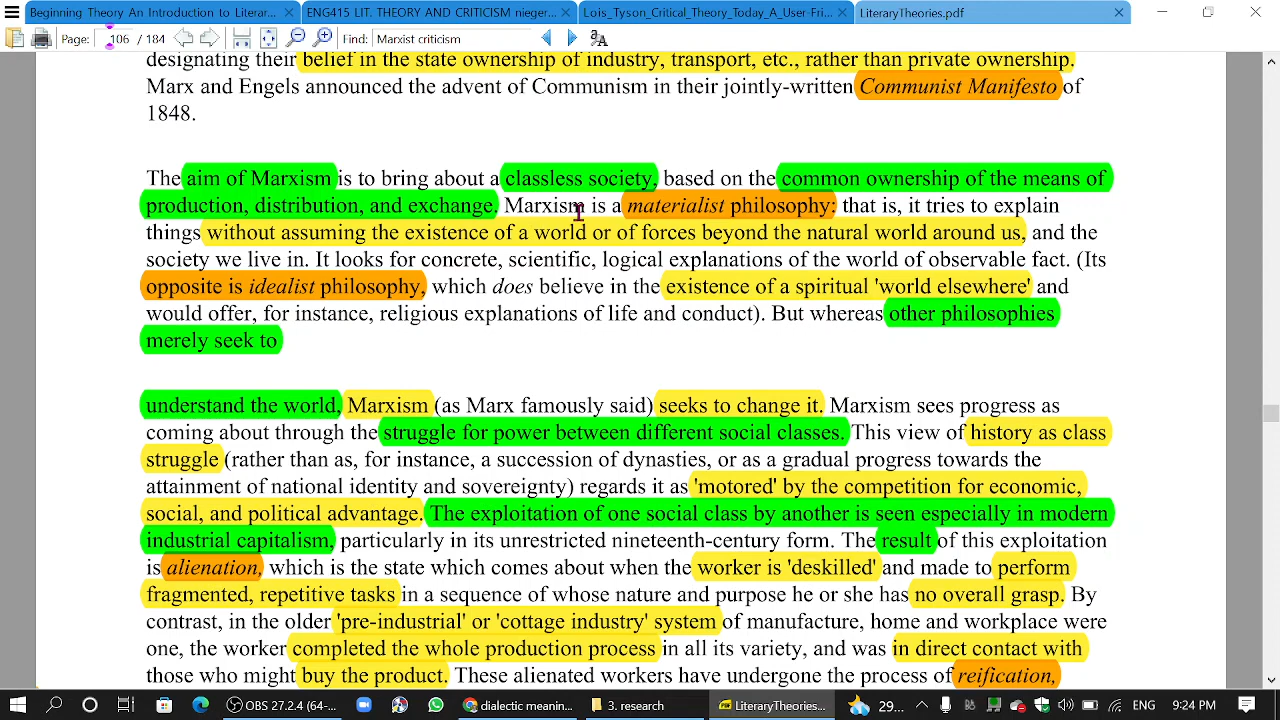 Beginning Theory An Introduction to Literar...
ENG415 LIT. THEORY AND CRITICISM nieger...
Lois_Tyson_Critical_Theory_Today_A_User-Fri...
LiteraryTheories.pdf
Page: 106 / 184 Find: Marxist criticism
designating their belief in the state ownership of industry, transport, etc., rather than private ownership.
Marx and Engels announced the advent of Communism in their jointly-written Communist Manifesto of
1848.
The aim of Marxism is to bring about a classless society, based on the common ownership of the means of
production, distribution, and exchange. Marxism is a materialist philosophy: that is, it tries to explain
things without assuming the existence of a world or of forces beyond the natural world around us, and the
society we live in. It looks for concrete, scientific, logical explanations of the world of observable fact. (Its
opposite is idealist philosophy, which does believe in the existence of a spiritual 'world elsewhere' and
would offer, for instance, religious explanations of life and conduct). But whereas other philosophies
merely seek to
understand the world, Marxism (as Marx famously said) seeks to change it. Marxism sees progress as
coming about through the struggle for power between different social classes. This view of history as class
struggle (rather than as, for instance, a succession of dynasties, or as a gradual progress towards the
attainment of national identity and sovereignty) regards it as 'motored' by the competition for economic,
social, and political advantage. The exploitation of one social class by another is seen especially in modern
industrial capitalism, particularly in its unrestricted nineteenth-century form. The result of this exploitation
is alienation, which is the state which comes about when the worker is 'deskilled' and made to perform
fragmented, repetitive tasks in a sequence of whose nature and purpose he or she has no overall grasp. By
contrast, in the older 'pre-industrial' or 'cottage industry' system of manufacture, home and workplace were
one, the worker completed the whole production process in all its variety, and was in direct contact with
those who might buy the product. These alienated workers have undergone the process of reification,
OBS 27.2.4 (64-bit... dialectic meanin... 3. research LiteraryTheories... 29... ENG 9:24 PM